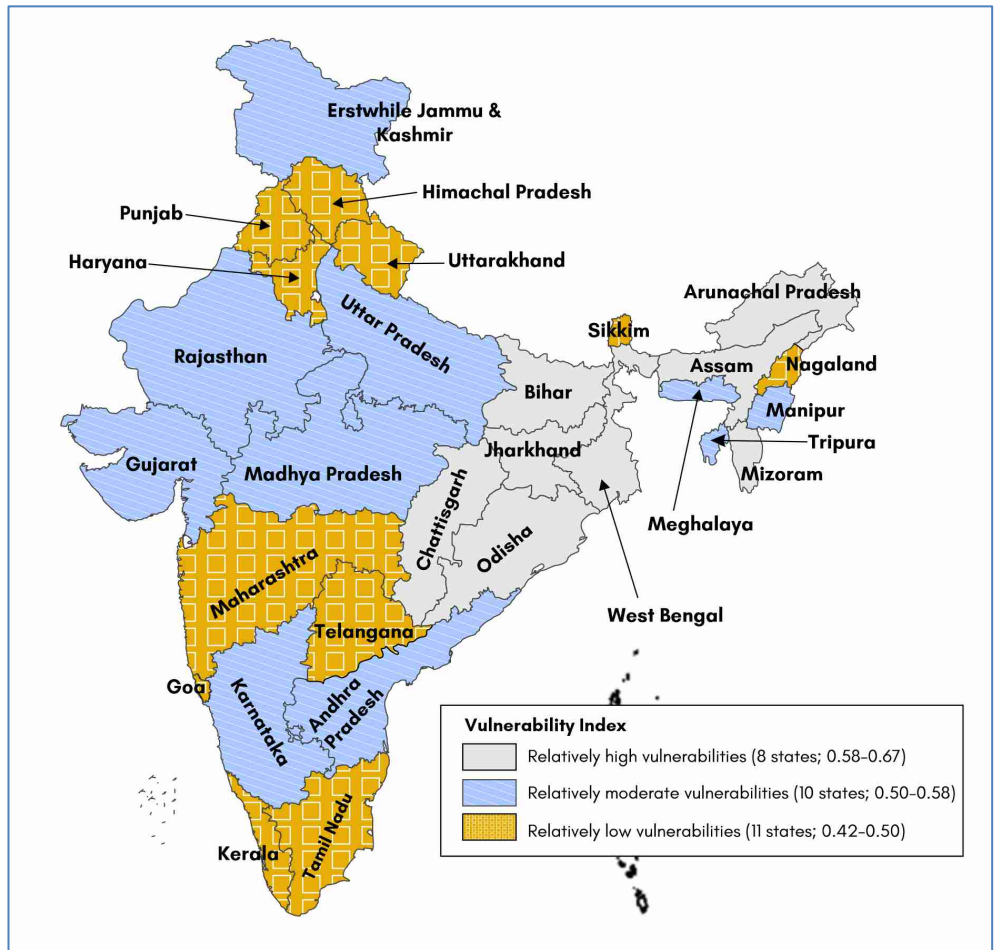 Erstwhile Jammu &
Kashmir
Himachal Pradesh
Punjab
Haryana
Uttarakhand
Arunachal Pradesh
Uttar Pradesh
Sikkim
Rajasthan
Assam
Nagaland
Bihar
Manipur
Tripura
Jharkhand
Gujarat
Madhya Pradesh
Mizoram
Chattisgarh
Meghalaya
Odisha
Maharashtra
West Bengal
Telangana
Goa
Karnataka
Andhra
Pradesh
Vulnerability Index
Relatively high vulnerabilities (8 states; 0.58-0.67)
Relatively moderate vulnerabilities (10 states; 0.50-0.58)
Relatively low vulnerabilities (11 states; 0.42-0.50)
Kerala
Tamil Nadu